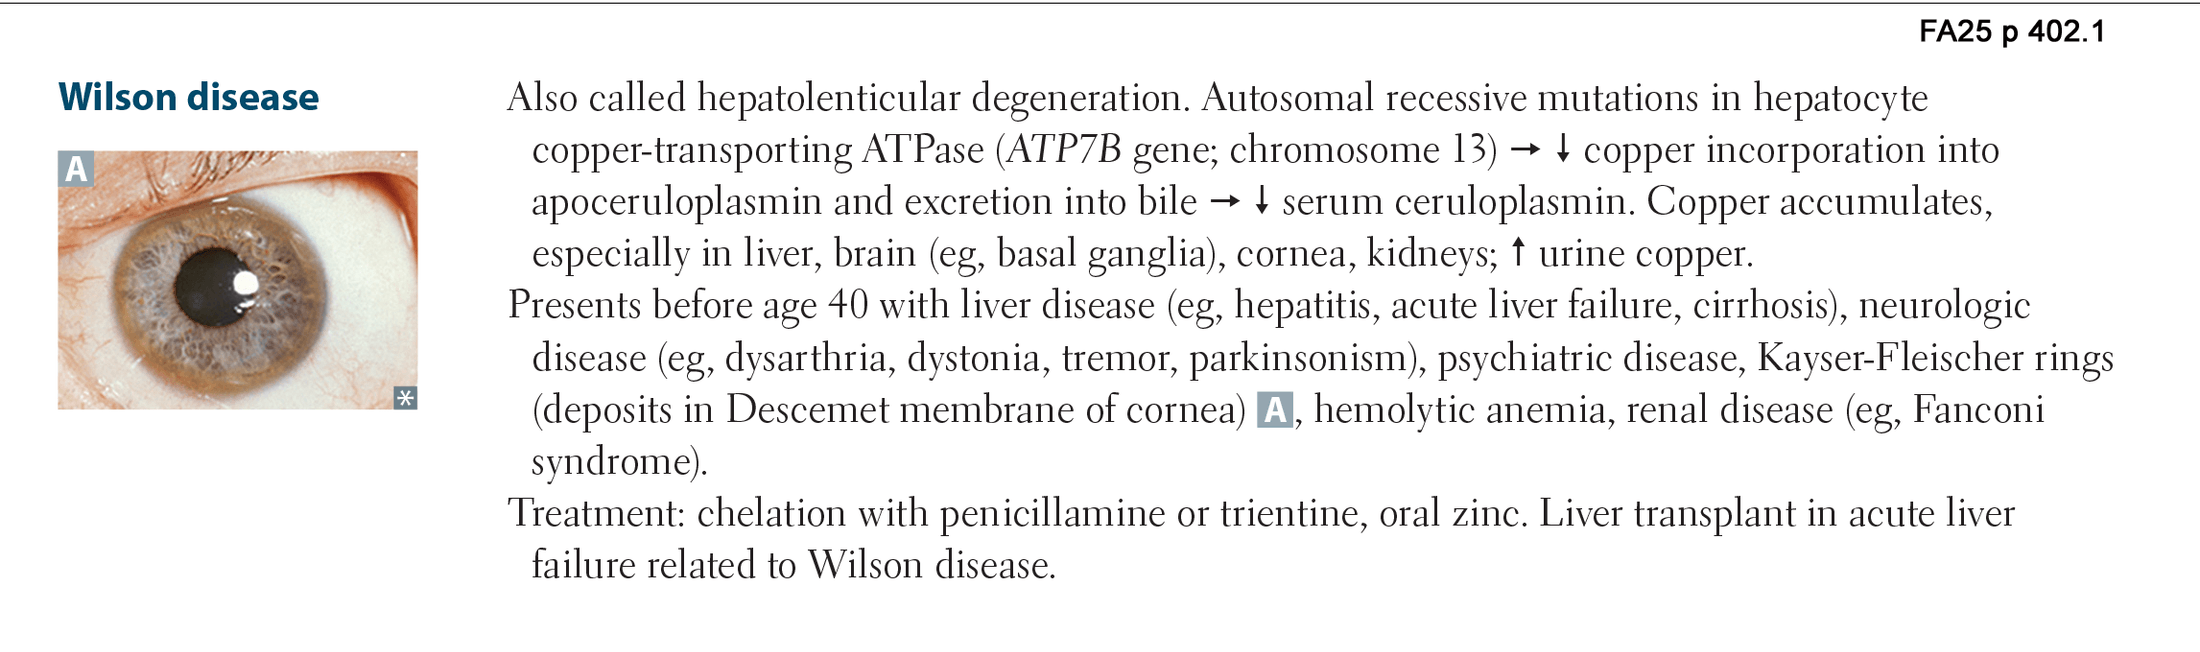 FA25 p 402.1
Wilson disease
A
*
Also called hepatolenticular degeneration. Autosomal recessive mutations in hepatocyte
copper-transporting ATPase (ATP7B gene; chromosome 13) → ↓ copper incorporation into
apoceruloplasmin and excretion into bile → ↓ serum ceruloplasmin. Copper accumulates,
especially in liver, brain (eg, basal ganglia), cornea, kidneys; ↑ urine copper.
Presents before age 40 with liver disease (eg, hepatitis, acute liver failure, cirrhosis), neurologic
disease (eg, dysarthria, dystonia, tremor, parkinsonism), psychiatric disease, Kayser-Fleischer rings
(deposits in Descemet membrane of cornea) A, hemolytic anemia, renal disease (eg, Fanconi
syndrome).
Treatment: chelation with penicillamine or trientine, oral zinc. Liver transplant in acute liver
failure related to Wilson disease.